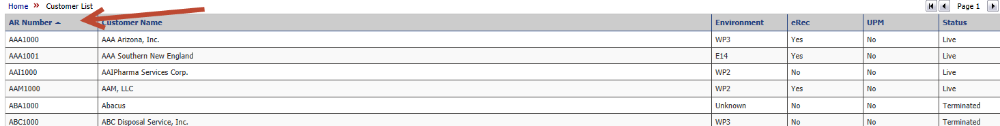 Home » Customer List Page 1
AR Number Customer Name Environment eRec UPM Status
AAA1000 AAA Arizona, Inc. WP3 Yes No Live
AAA1001 AAA Southern New England E14 Yes No Live
AAI1000 AAIPharma Services Corp. WP2 No No Live
AAM1000 AAM, LLC WP2 Yes No Live
ABA1000 Abacus Unknown No No Terminated
ABC1000 ABC Disposal Service, Inc. WP3 No No Terminated